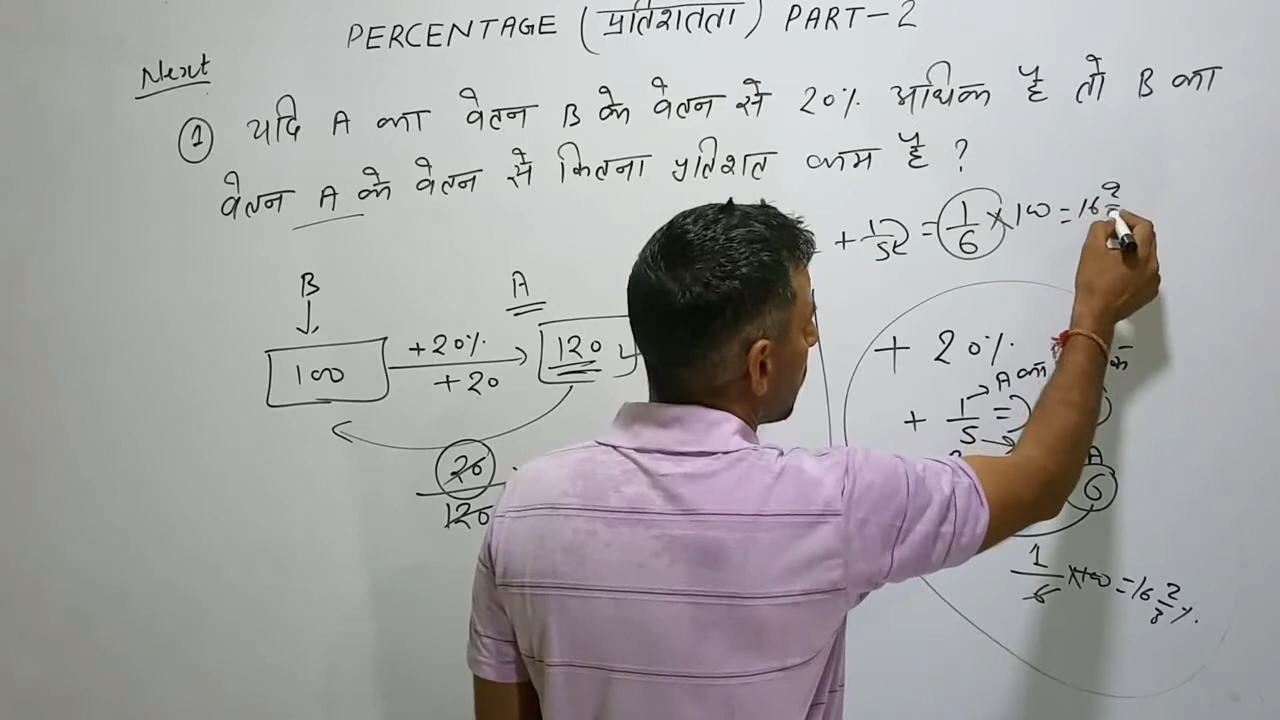 PERCENTAGE (प्रतिशतता) PART-2
Next
① यदि A का वेतन B के वेतन से 20% अधिक है तो B का
वेतन A के वेतन से कितना प्रतिशत कम है ?
+ 1/5 = 1/6 × 100 = 16 2
B
A
100
+20%
+20
120
20
120
+ 20%
A का
+ 1/5 =
A
6
1/6 × 100 = 16 2/3 %